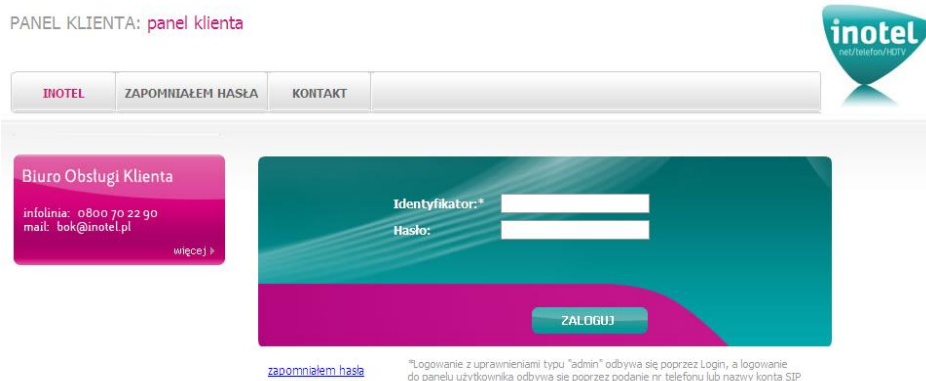 PANEL KLIENTA: panel klienta
inotel
net/telefon/HDTV
INOTEL ZAPOMNIAŁEM HASŁA KONTAKT
Biuro Obsługi Klienta
infolinia: 0800 70 22 90
mail: bok@inotel.pl
więcej
Identyfikator:*
Hasło:
ZALOGUJ
zapomniałem hasła
*Logowanie z uprawnieniami typu "admin" odbywa się poprzez Login, a logowanie
do panelu użytkownika odbywa się poprzez podanie nr telefonu lub nazwy konta SIP